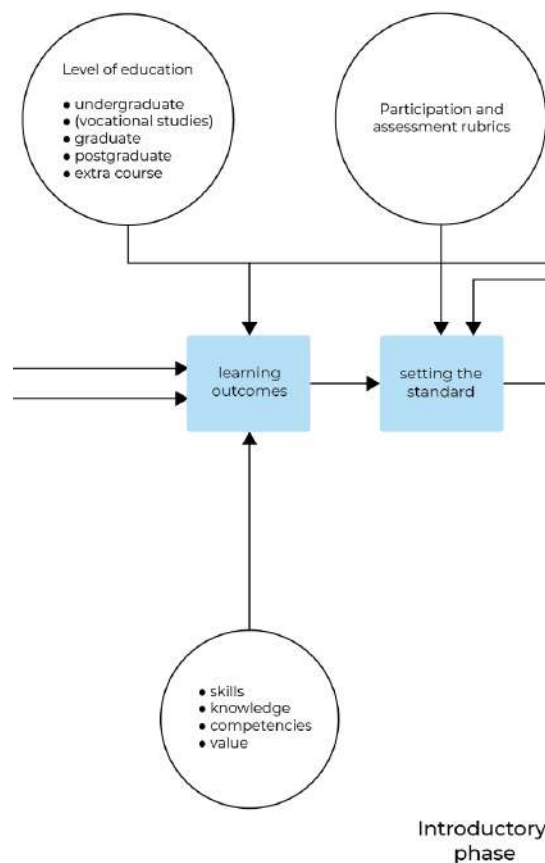 Level of education
● undergraduate
● (vocational studies)
● graduate
● postgraduate
● extra course
Participation and
assessment rubrics
learning
outcomes
setting the
standard
● skills
● knowledge
● competencies
● value
Introductory
phase